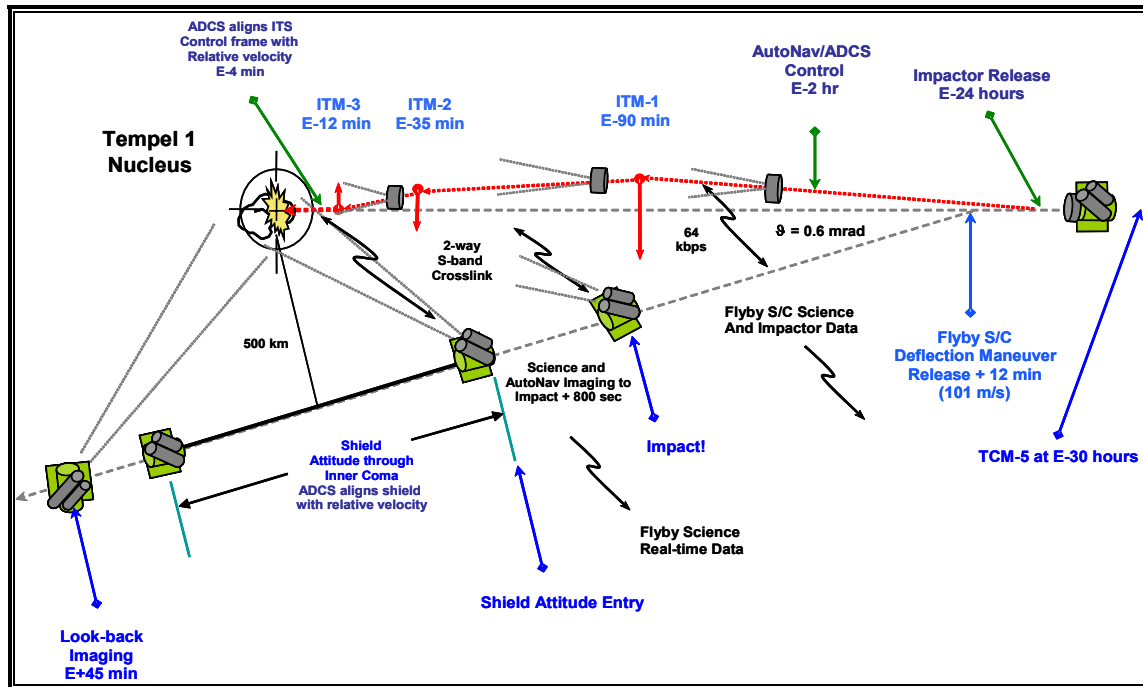 ADCS aligns ITS
Control frame with
Relative velocity
E-4 min
ITM-3
E-12 min
ITM-2
E-35 min
ITM-1
E-90 min
AutoNav/ADCS
Control
E-2 hr
Impactor Release
E-24 hours
Tempel 1
Nucleus
2-way
S-band
Crosslink
64
kbps
ϑ = 0.6 mrad
500 km
Science and
AutoNav Imaging to
Impact + 800 sec
Flyby S/C Science
And Impactor Data
Flyby S/C
Deflection Maneuver
Release + 12 min
(101 m/s)
Impact!
TCM-5 at E-30 hours
Shield
Attitude through
Inner Coma
ADCS aligns shield
with relative velocity
Flyby Science
Real-time Data
Shield Attitude Entry
Look-back
Imaging
E+45 min